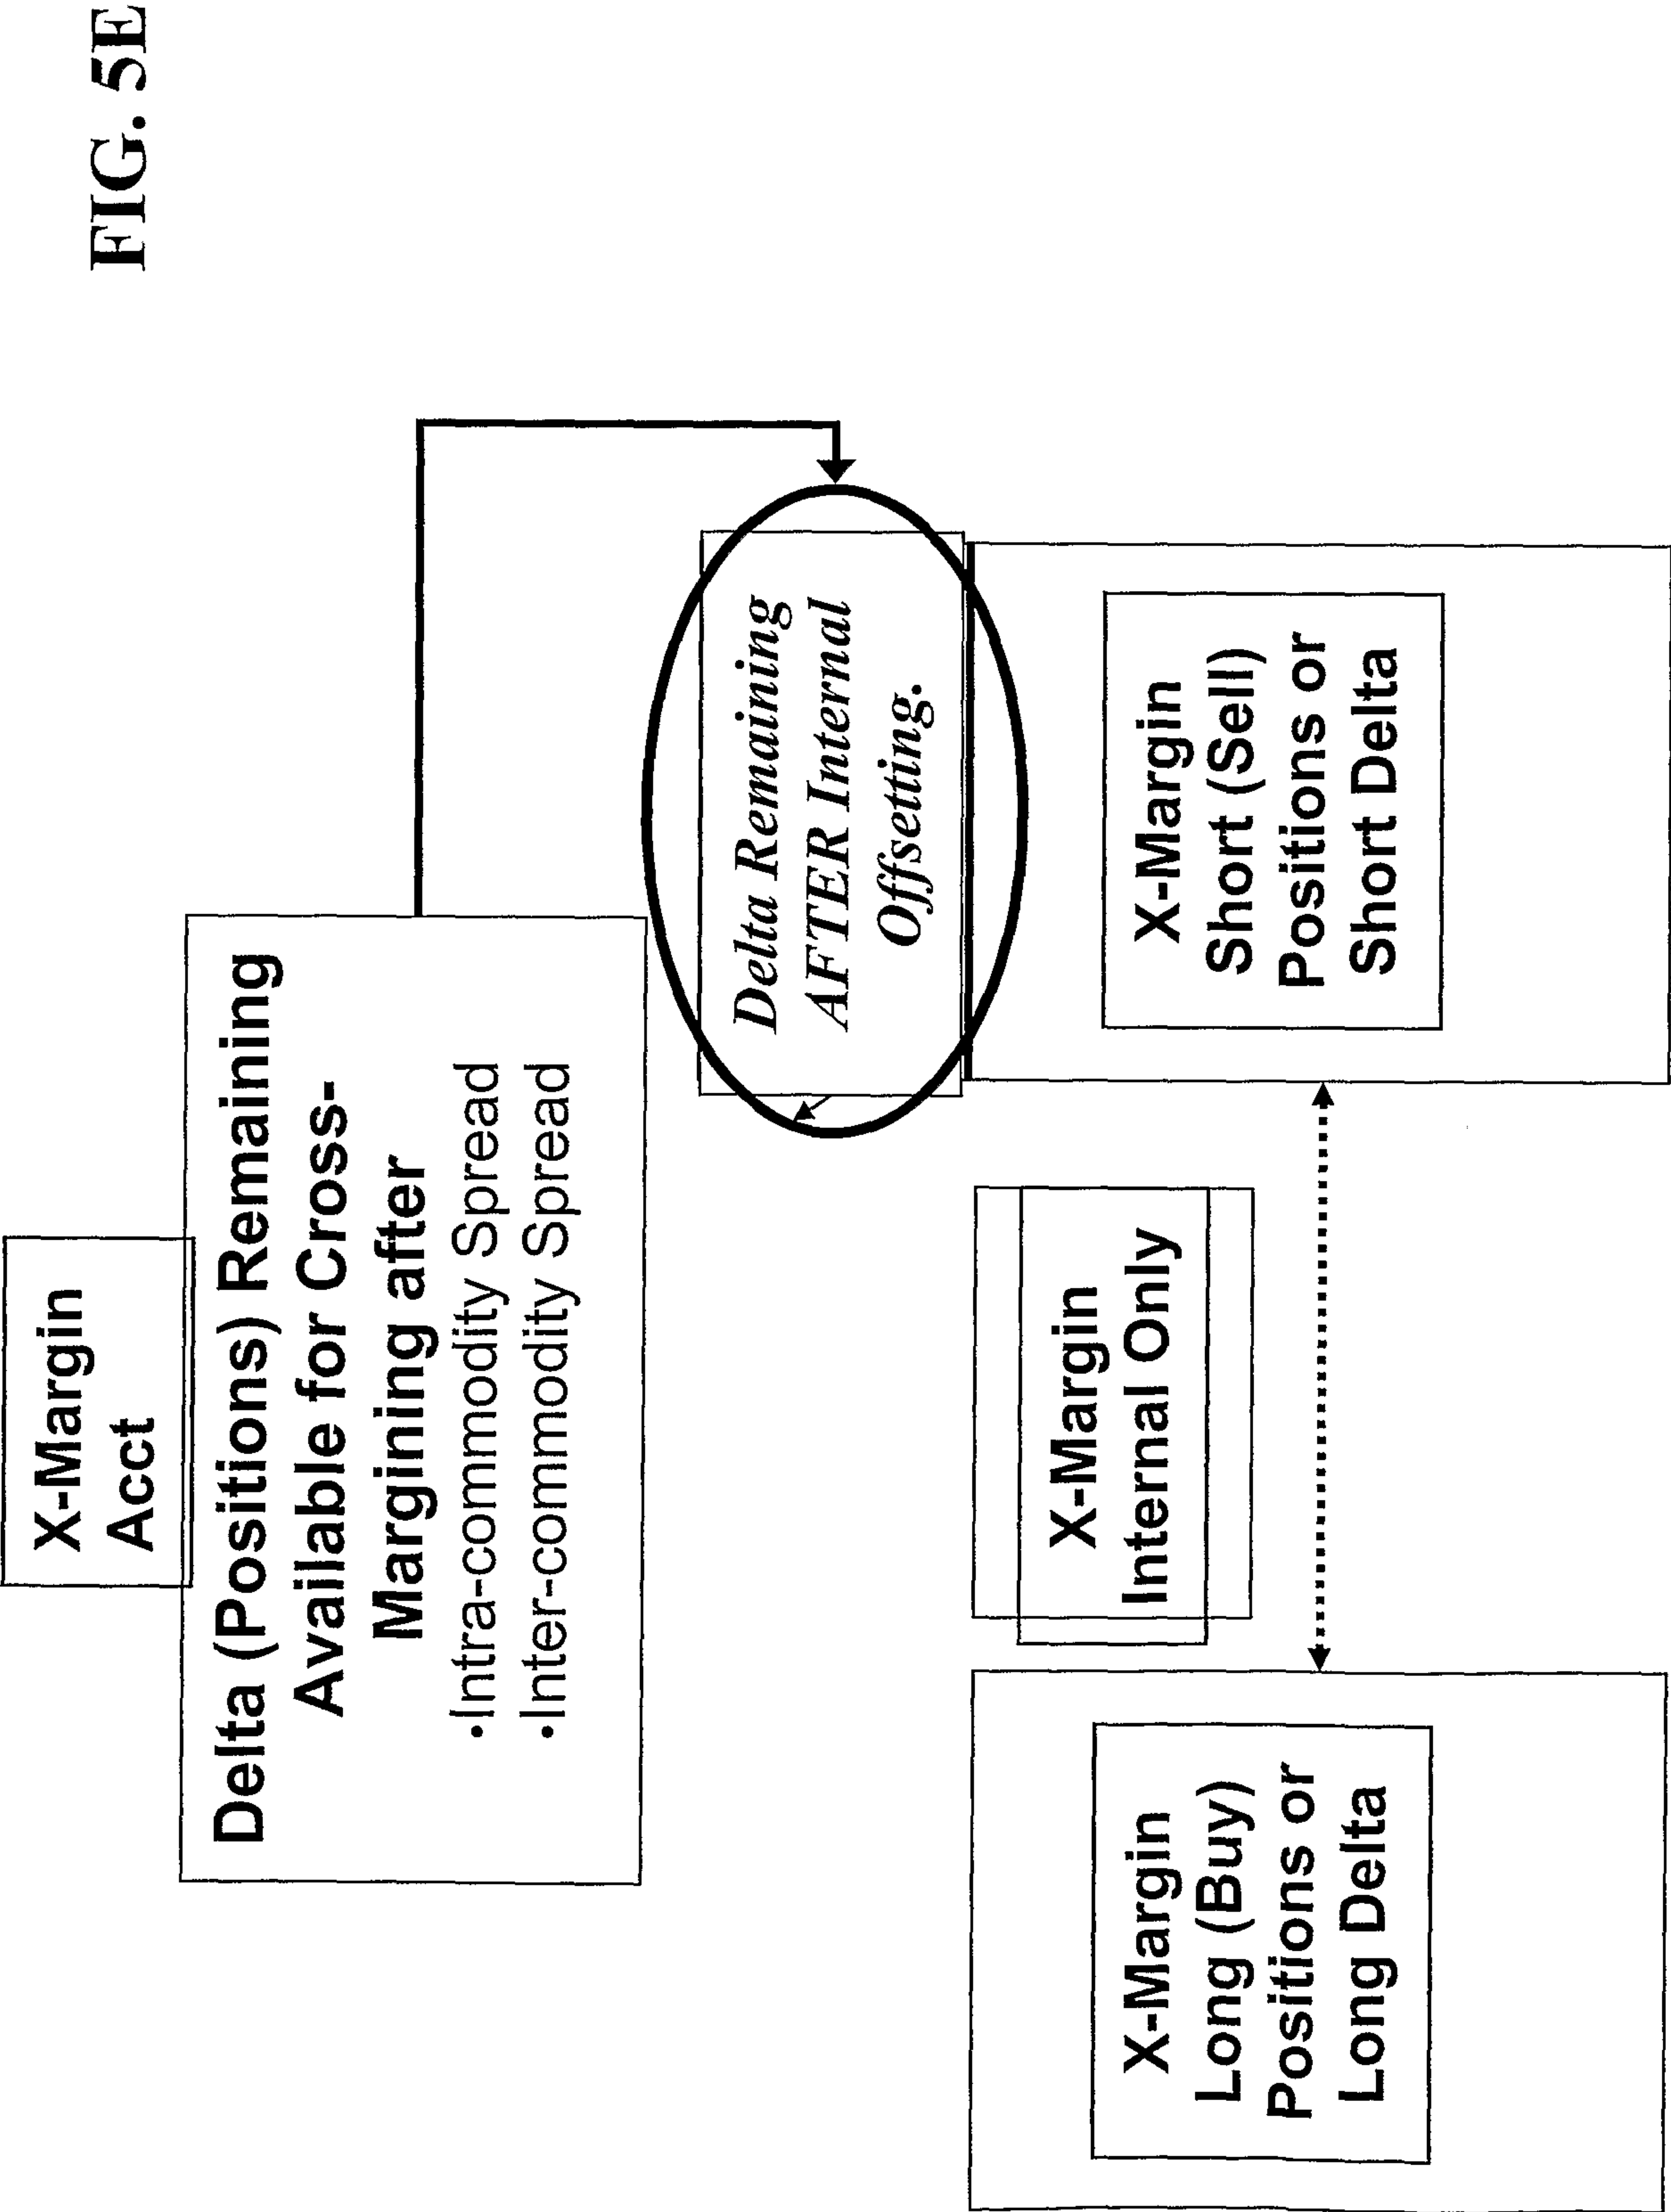 FIG. 5E
X-Margin
Acct
Delta (Positions) Remaining
Available for Cross-
Margining after
•Intra-commodity Spread
•Inter-commodity Spread
Delta Remaining
AFTER Internal
Offsetting.
X-Margin
Long (Buy)
Positions or
Long Delta
X-Margin
Internal Only
X-Margin
Short (Sell)
Positions or
Short Delta